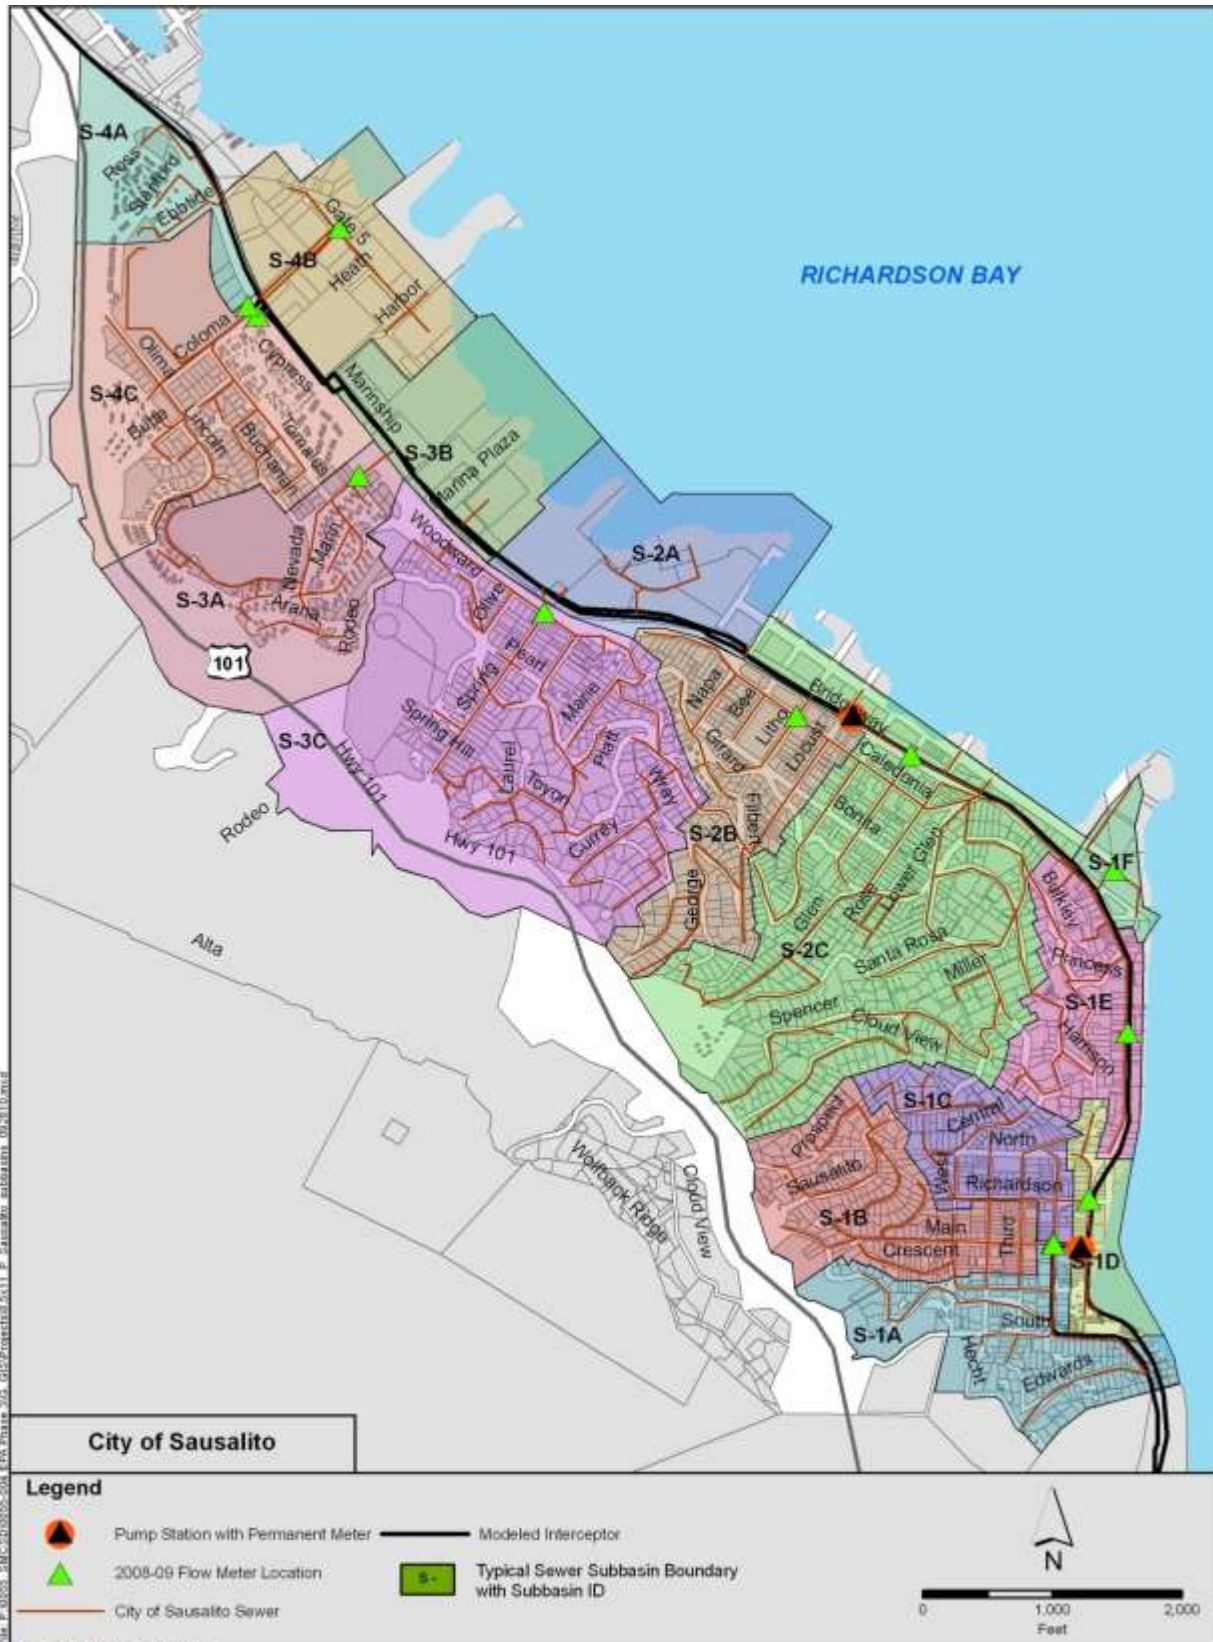 S-4A
Ross
Stanford
Ebbtide
Gate 5
S-4B
Heath
Harbor
RICHARDSON BAY
Coloma
Olima
Cypress
S-4C
Butte
Lincoln
Buchanan
Tomales
Marinship
S-3B
Marina Plaza
Woodward
S-2A
Nevada
Marin
S-3A
Arana
Rodeo
Olive
101
Pearl
Spring
Marie
Napa
Bee
Litho
Locust
Bridgeway
Caledonia
Spring Hill
S-3C
Hwy 101
Laurel
Toyon
Platt
Wray
Girard
Filbert
Bonita
Rodeo
Hwy 101
Currey
S-2B
George
Glen
Rose
Lower Glen
S-1F
Bulkley
Alta
S-2C
Santa Rosa
Miller
Princess
Spencer
Cloud View
S-1E
Harrison
Prospect
S-1C
Central
North
Wolfback Ridge
Cloud View
Sausalito
West
Richardson
S-1B
Main
Crescent
Third
S-1D
S-1A
South
Hecht
Edwards
City of Sausalito
Legend
Pump Station with Permanent Meter
Modeled Interceptor
2008-09 Flow Meter Location
S -
Typical Sewer Subbasin Boundary
with Subbasin ID
City of Sausalito Sewer
N
0 1,000 2,000
Feet